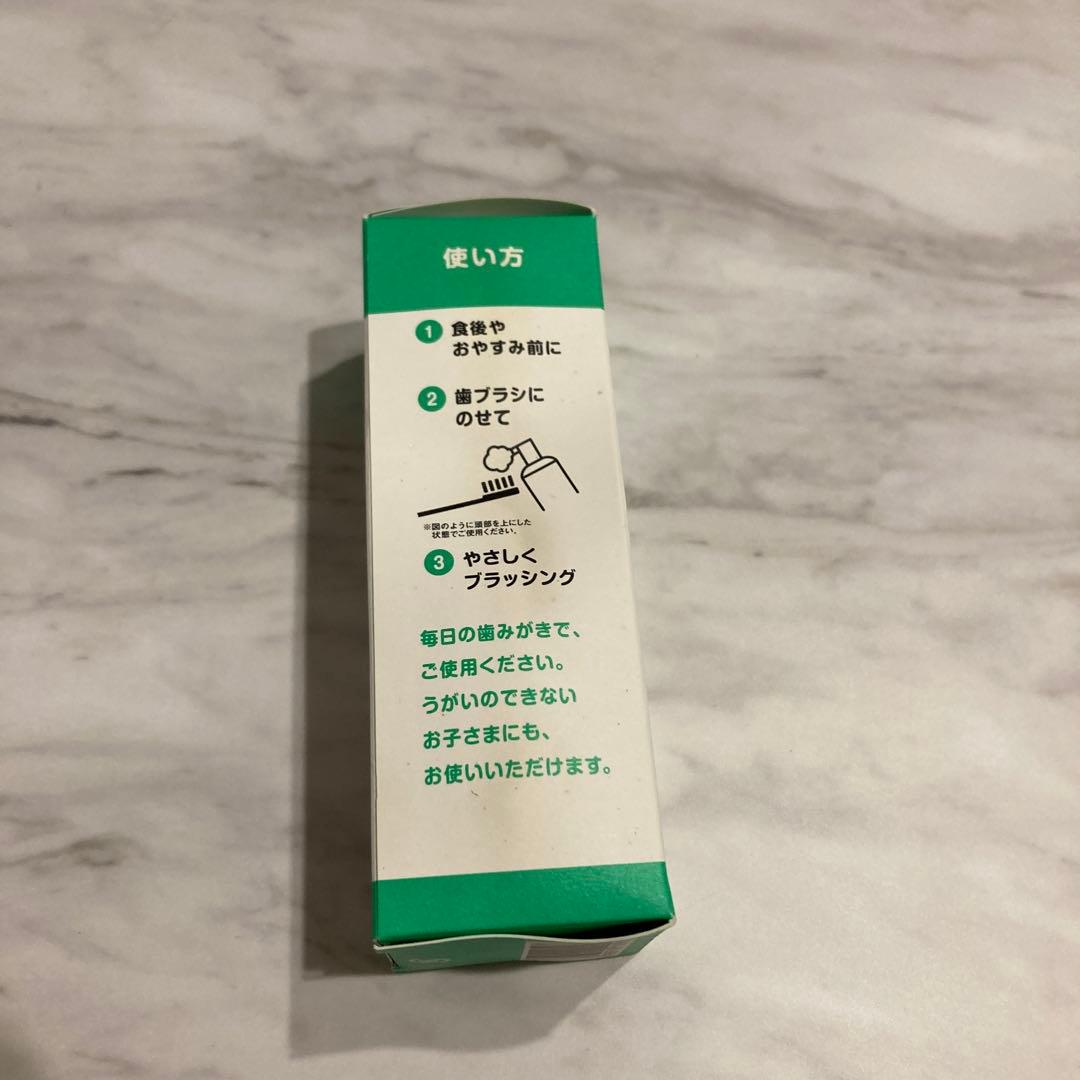 使い方
1 食後や
おやすみ前に
2 歯ブラシに
のせて
※図のように頭部を上にした
状態でご使用ください。
3 やさしく
ブラッシング
毎日の歯みがきで、
ご使用ください。
うがいのできない
お子さまにも、
お使いいただけます。